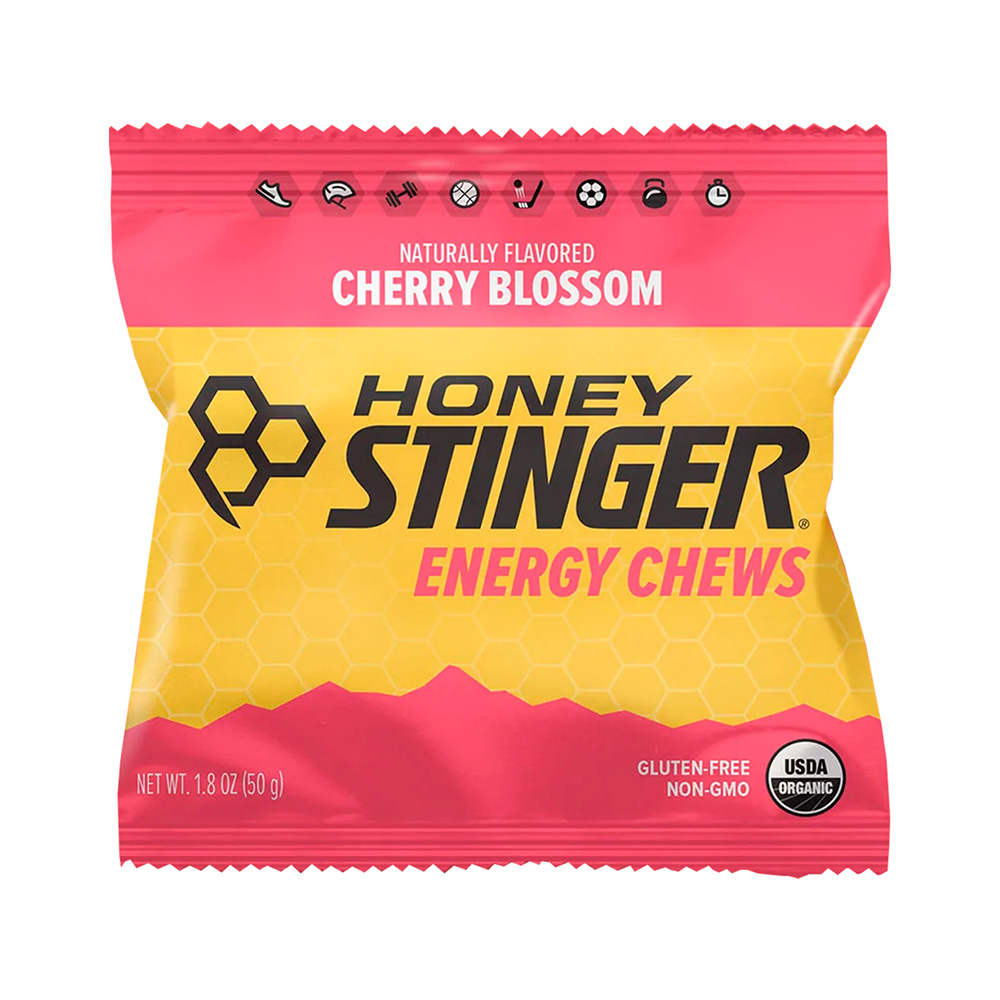 NATURALLY FLAVORED
CHERRY BLOSSOM
HONEY
STINGER®
ENERGY CHEWS
NET WT. 1.8 OZ (50 g)
GLUTEN-FREE
NON-GMO
USDA
ORGANIC